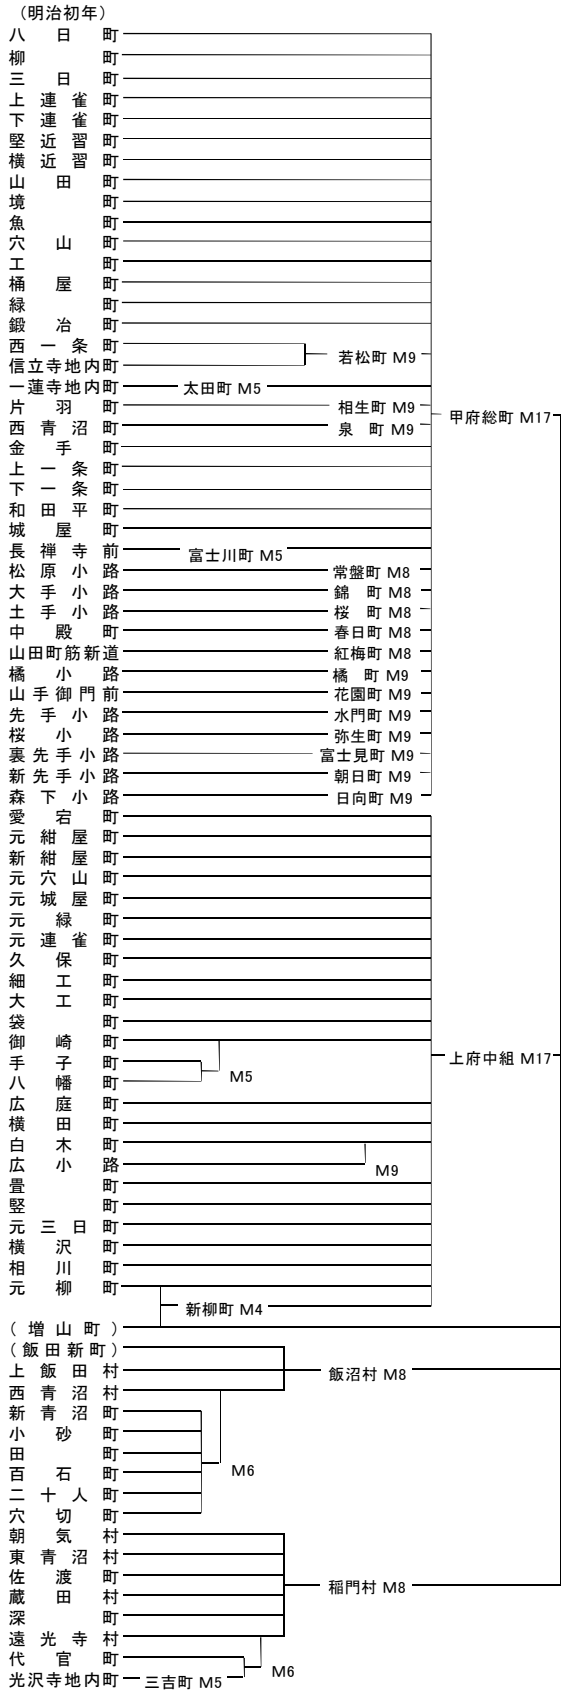 （明治初年）
八日町
柳町
三日町
上連雀町
下連雀町
堅近習町
横近習町
山田町
境町
魚町
穴山町
工町
桶屋町
緑町
鍛冶町
西一条町
若松町 M9
信立寺地内町
一蓮寺地内町 太田町 M5
片羽町 相生町 M9
甲府総町 M17
西青沼町 泉町 M9
金手町
上一条町
下一条町
和田平町
城屋町
長禅寺前 富士川町 M5
松原小路 常盤町 M8
大手小路 錦町 M8
土手小路 桜町 M8
中殿町 春日町 M8
山田町筋新道 紅梅町 M8
橘小路 橘町 M9
山手御門前 花園町 M9
先手小路 水門町 M9
桜小路 弥生町 M9
裏先手小路 富士見町 M9
新先手小路 朝日町 M9
森下小路 日向町 M9
愛宕町
元紺屋町
新紺屋町
元穴山町
元城屋町
元緑町
元連雀町
久保町
細工町
大工町
袋町
御崎町
上府中組 M17
手子町
M5
八幡町
広庭町
横田町
白木町
広小路
M9
畳町
竪町
元三日町
横沢町
相川町
元柳町
新柳町 M4
（増山町）
（飯田新町）
上飯田村 飯沼村 M8
西青沼村
新青沼町
小砂町
田町
百石町
M6
二十人町
穴切町
朝気村
東青沼村
佐渡町
稲門村 M8
蔵田村
深町
遠光寺村
代官町
M6
光沢寺地内町 三吉町 M5